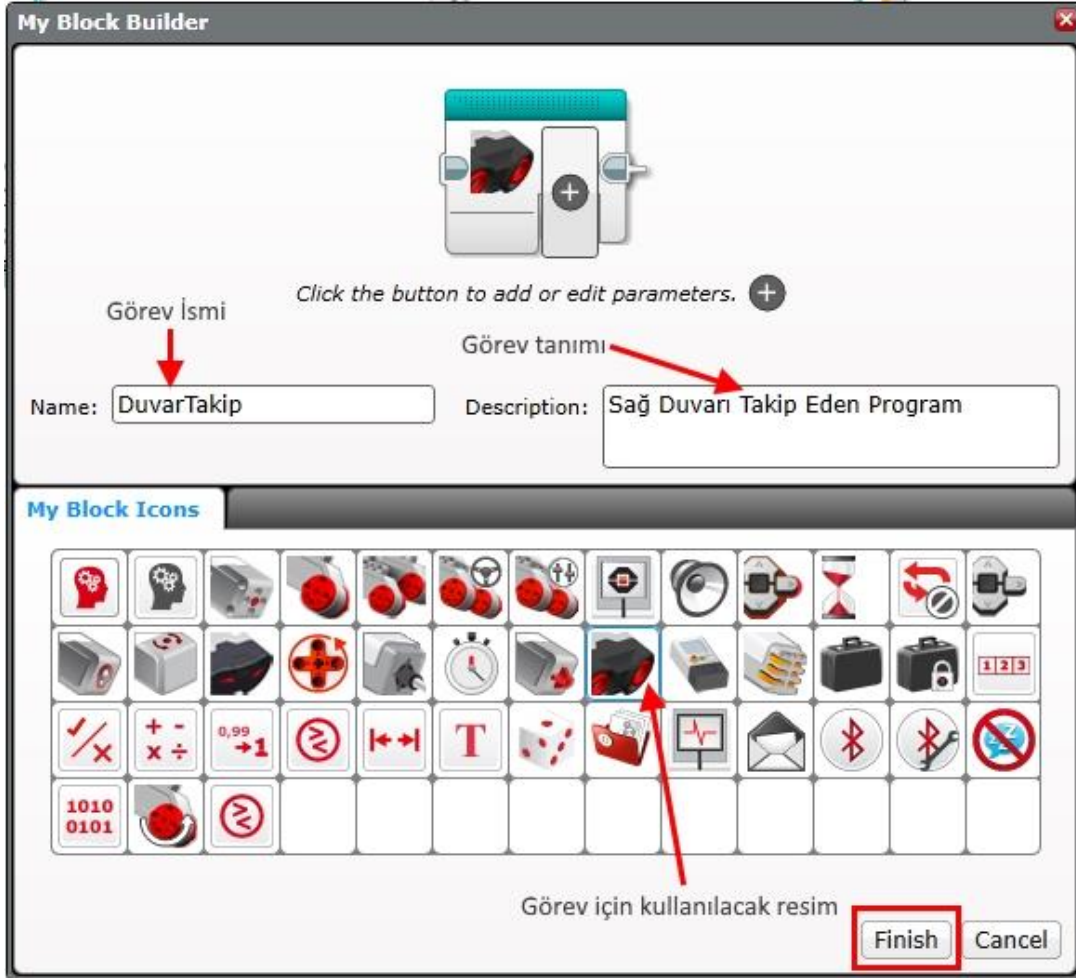 My Block Builder
Click the button to add or edit parameters.
Görev İsmi
Görev tanımı
Name: DuvarTakip
Description: Sağ Duvarı Takip Eden Program
My Block Icons
1 2 3
+ -
x ÷
0,99
→1
T
Z
1010
0101
Görev için kullanılacak resim
Finish
Cancel